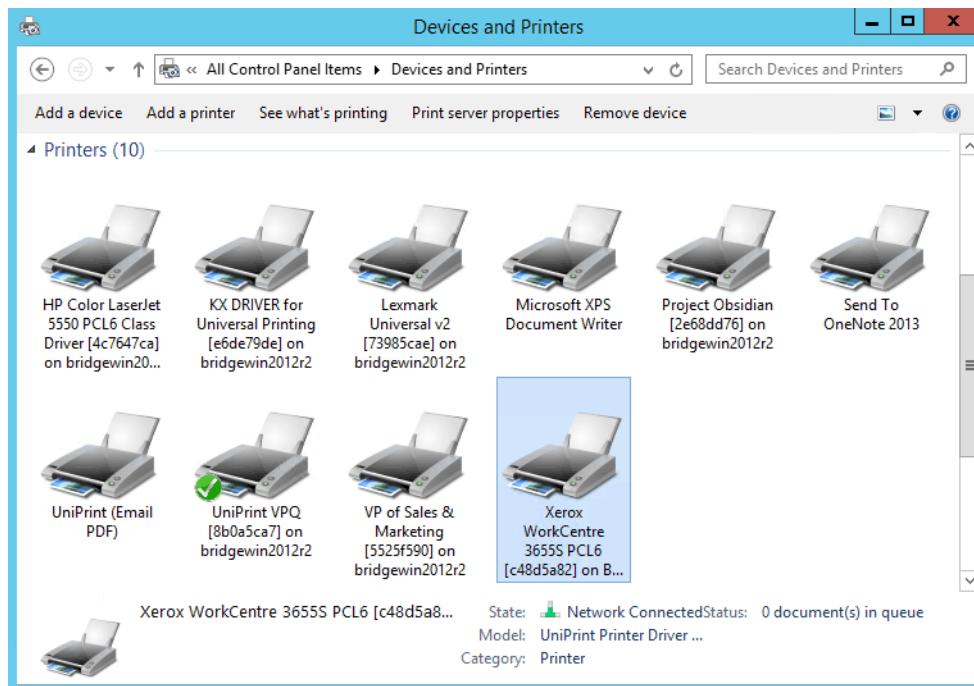 Devices and Printers
« All Control Panel Items ▸ Devices and Printers
Search Devices and Printers
Add a device Add a printer See what's printing Print server properties Remove device
Printers (10)
HP Color LaserJet
5550 PCL6 Class
Driver [4c7647ca]
on bridgewin20...
KX DRIVER for
Universal Printing
[e6de79de] on
bridgewin2012r2
Lexmark
Universal v2
[73985cae] on
bridgewin2012r2
Microsoft XPS
Document Writer
Project Obsidian
[2e68dd76] on
bridgewin2012r2
Send To
OneNote 2013
UniPrint (Email
PDF)
UniPrint VPQ
[8b0a5ca7] on
bridgewin2012r2
VP of Sales &
Marketing
[5525f590] on
bridgewin2012r2
Xerox
WorkCentre
3655S PCL6
[c48d5a82] on B...
Xerox WorkCentre 3655S PCL6 [c48d5a8... State: Network Connected Status: 0 document(s) in queue
Model: UniPrint Printer Driver ...
Category: Printer